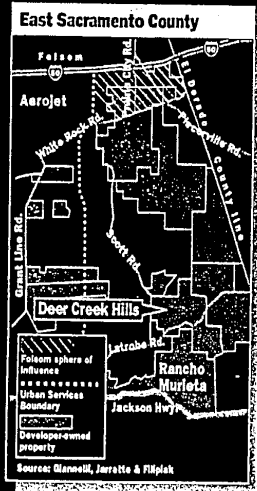 East Sacramento County
Folsom
50
50
Aerojet
Prairie City Rd.
El Dorado
County line
White Rock Rd.
Placerville Rd.
Grant Line Rd.
Scott Rd.
Deer Creek Hills
Latrobe Rd.
Rancho
Murieta
Jackson Hwy.
Folsom sphere of
influence
Urban Services
Boundary
Developer-owned
property
Source: Giannelli, Jarrette & Filipiak